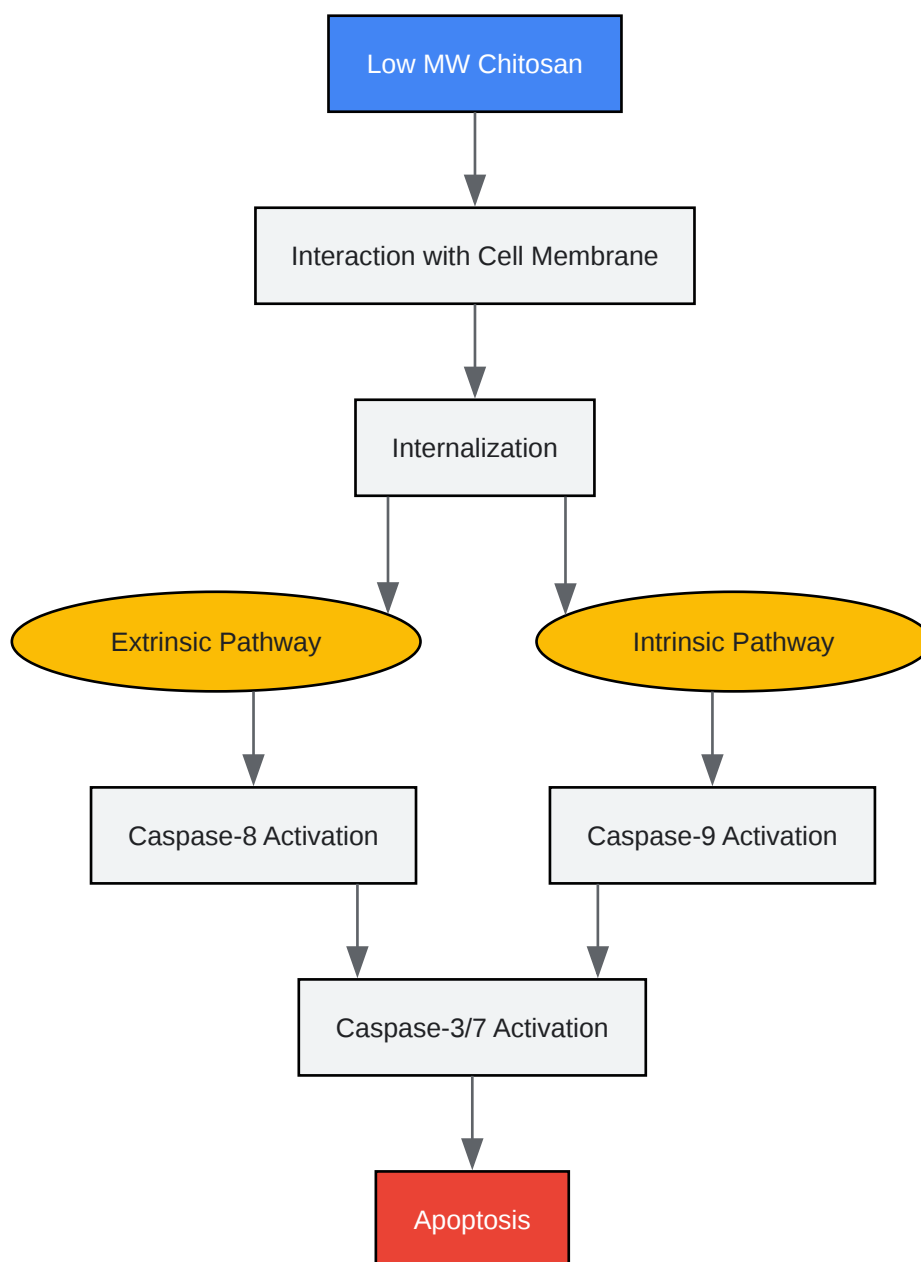 Low MW Chitosan
Interaction with Cell Membrane
Internalization
Extrinsic Pathway
Intrinsic Pathway
Caspase-8 Activation
Caspase-9 Activation
Caspase-3/7 Activation
Apoptosis